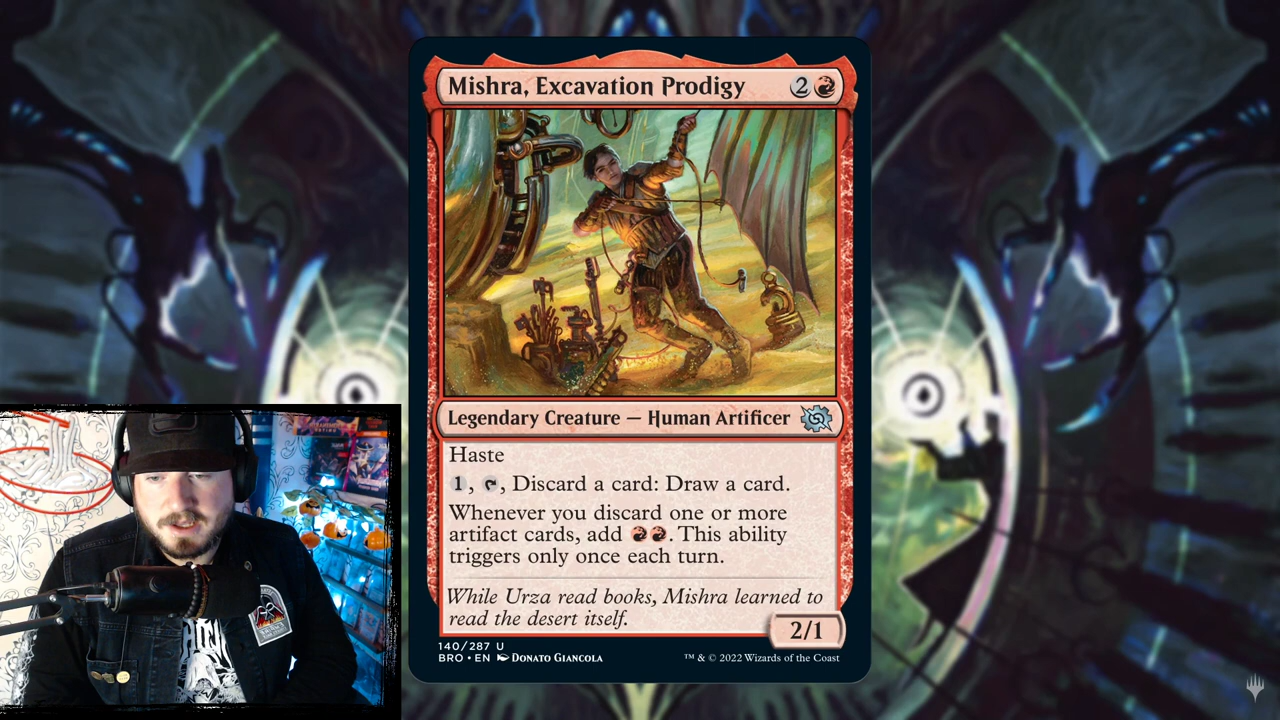 Mishra, Excavation Prodigy 2
Legendary Creature — Human Artificer
Haste
1, , Discard a card: Draw a card.
Whenever you discard one or more
artifact cards, add . This ability
triggers only once each turn.
While Urza read books, Mishra learned to
read the desert itself.
2/1
140/287 U
BRO • EN Donato Giancola
™ & © 2022 Wizards of the Coast